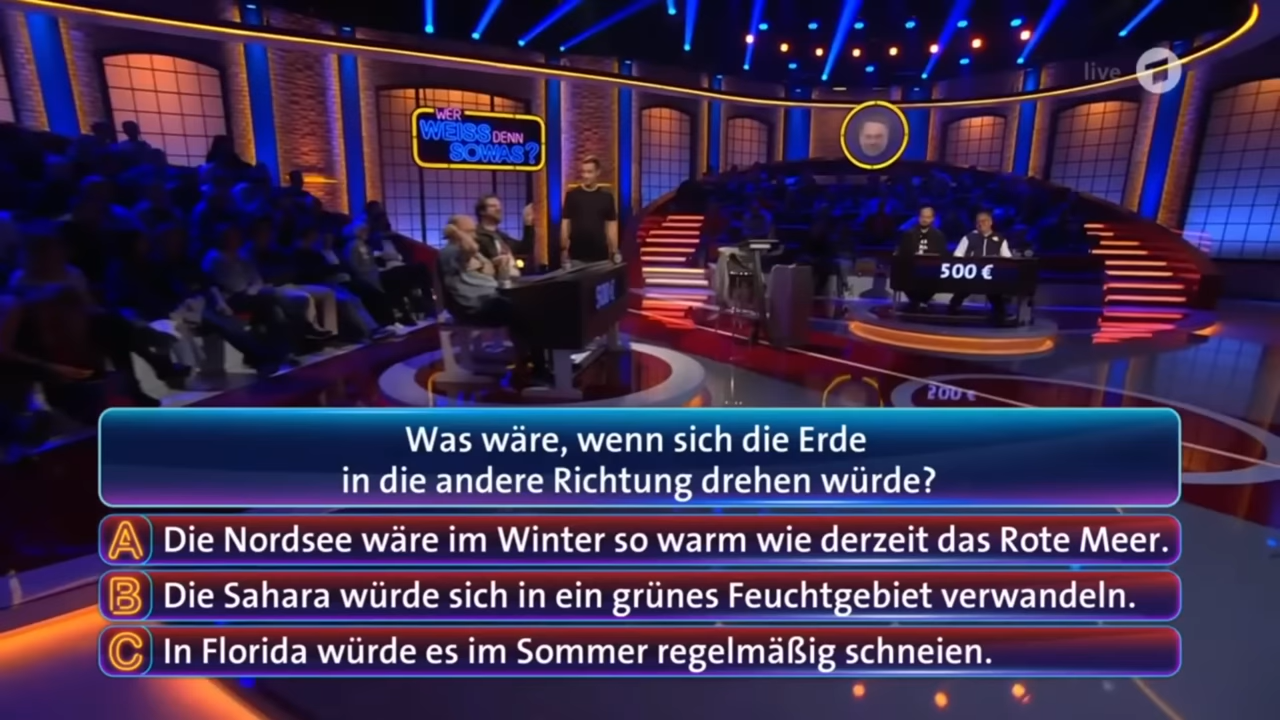 live
WER
WEISS DENN
SOWAS?
500 €
200 €
Was wäre, wenn sich die Erde
in die andere Richtung drehen würde?
A Die Nordsee wäre im Winter so warm wie derzeit das Rote Meer.
B Die Sahara würde sich in ein grünes Feuchtgebiet verwandeln.
C In Florida würde es im Sommer regelmäßig schneien.